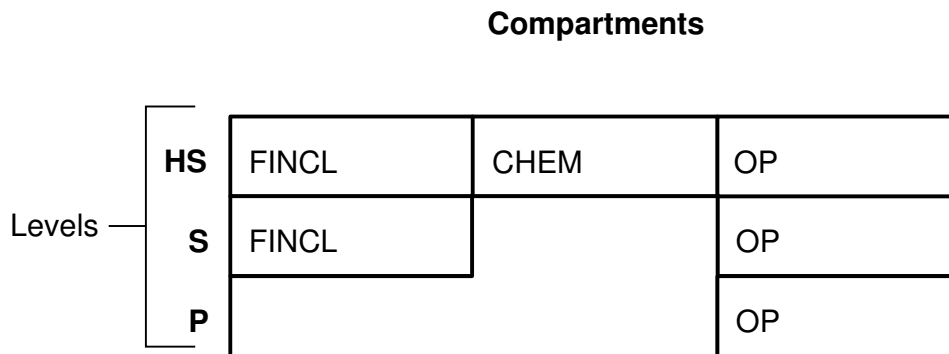 Compartments
HS FINCL CHEM OP
Levels
S FINCL OP
P OP